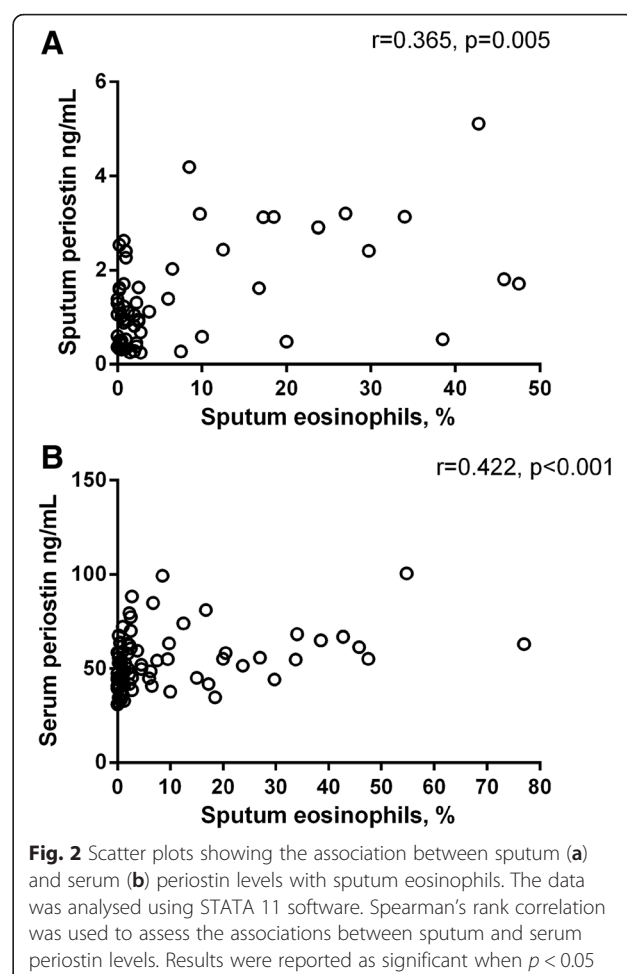 A
r=0.365, p=0.005
Sputum periostin ng/mL
6
4
2
0
0 10 20 30 40 50
Sputum eosinophils, %
B
r=0.422, p<0.001
Serum periostin ng/mL
150
100
50
0
0 10 20 30 40 50 60 70 80
Sputum eosinophils, %
Fig. 2 Scatter plots showing the association between sputum (a)
and serum (b) periostin levels with sputum eosinophils. The data
was analysed using STATA 11 software. Spearman's rank correlation
was used to assess the associations between sputum and serum
periostin levels. Results were reported as significant when p < 0.05